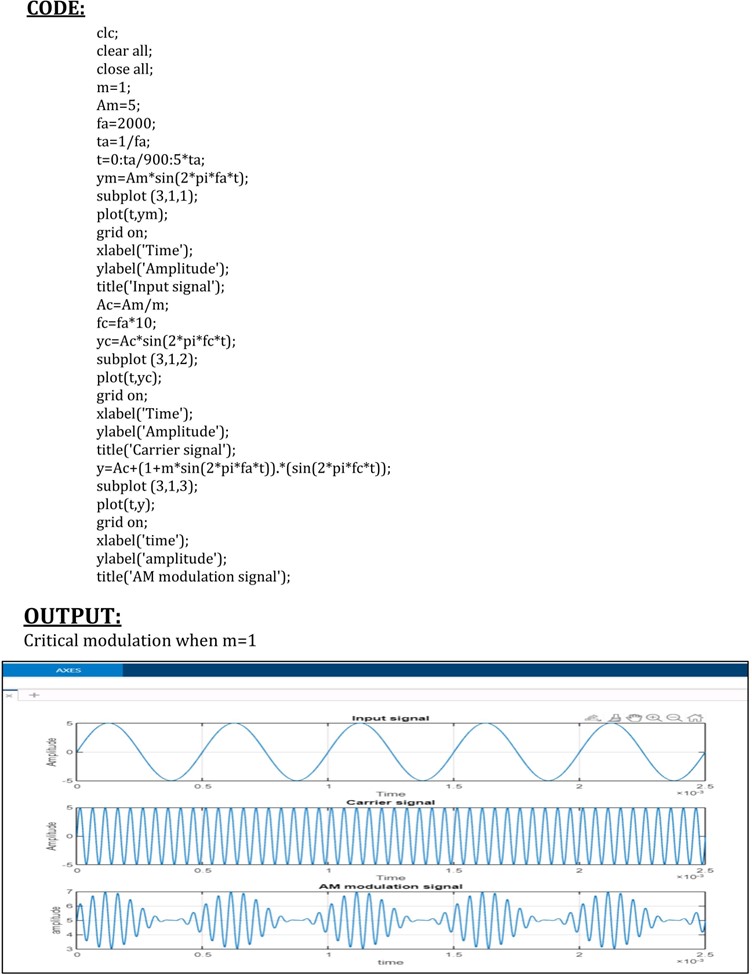 CODE:
clc;
clear all;
close all;
m=1;
Am=5;
fa=2000;
ta=1/fa;
t=0:ta/900:5*ta;
ym=Am*sin(2*pi*fa*t);
subplot (3,1,1);
plot(t,ym);
grid on;
xlabel('Time');
ylabel('Amplitude');
title('Input signal');
Ac=Am/m;
fc=fa*10;
yc=Ac*sin(2*pi*fc*t);
subplot (3,1,2);
plot(t,yc);
grid on;
xlabel('Time');
ylabel('Amplitude');
title('Carrier signal');
y=Ac+(1+m*sin(2*pi*fa*t)).*(sin(2*pi*fc*t));
subplot (3,1,3);
plot(t,y);
grid on;
xlabel('time');
ylabel('amplitude');
title('AM modulation signal');
OUTPUT:
Critical modulation when m=1
AXES
Input signal
5
0
-5
Amplitude
0 0.5 1 1.5 2 2.5
Time
×10⁻³
Carrier signal
5
0
-5
Amplitude
0 0.5 1 1.5 2 2.5
Time
×10⁻³
AM modulation signal
7
6
5
4
3
amplitude
0 0.5 1 1.5 2 2.5
time
×10⁻³